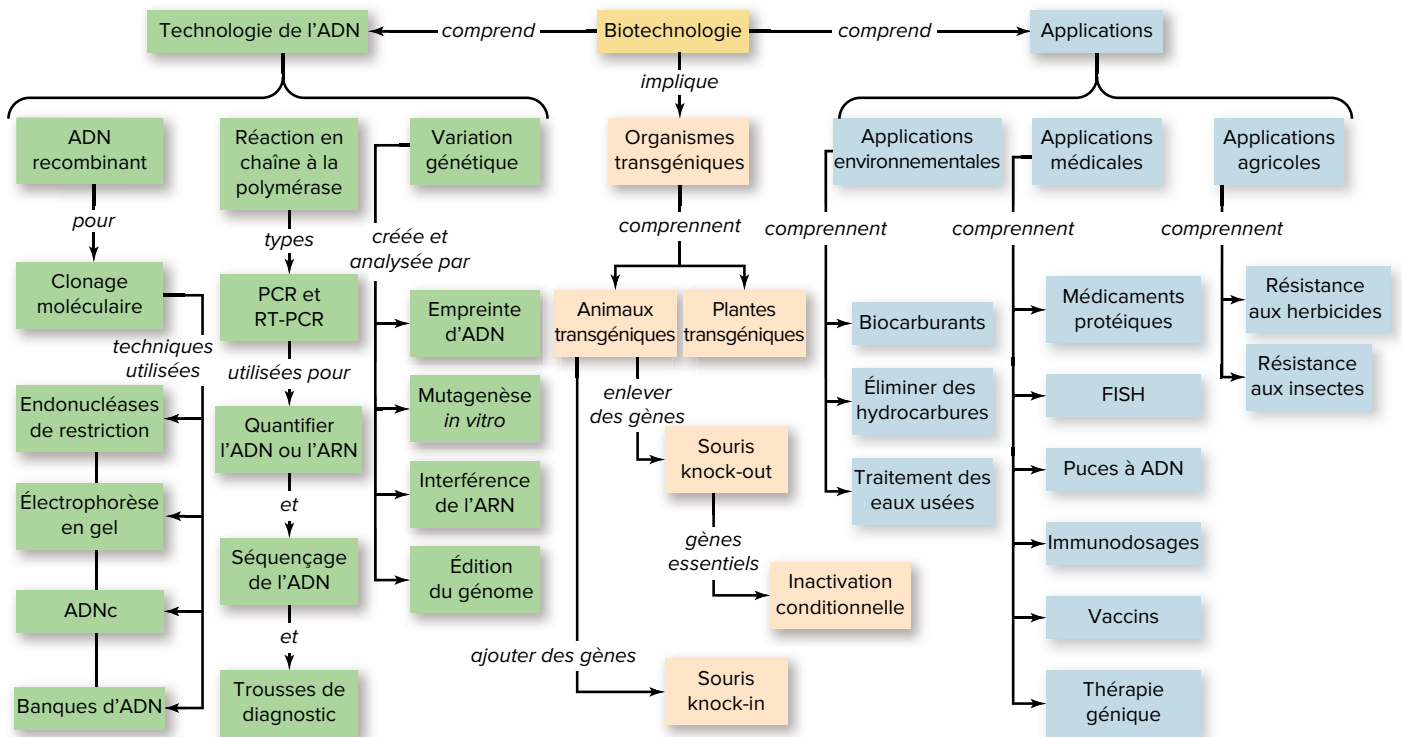 Technologie de l'ADN
comprend
Biotechnologie
comprend
Applications
implique
ADN
recombinant
Réaction en
chaîne à la
polymérase
Variation
génétique
Organismes
transgéniques
Applications
environnementales
Applications
médicales
Applications
agricoles
pour
types
créée et
analysée par
comprennent
comprennent
comprennent
comprennent
Clonage
moléculaire
PCR et
RT-PCR
Empreinte
d'ADN
Animaux
transgéniques
Plantes
transgéniques
Biocarburants
Médicaments
protéiques
Résistance
aux herbicides
techniques
utilisées
utilisées pour
enlever
des gènes
Résistance
aux insectes
Endonucléases
de restriction
Quantifier
l'ADN ou l'ARN
Mutagenèse
in vitro
Éliminer des
hydrocarbures
FISH
Souris
knock-out
Électrophorèse
en gel
et
Interférence
de l'ARN
Traitement des
eaux usées
Puces à ADN
gènes
essentiels
Séquençage
de l'ADN
Édition
du génome
Inactivation
conditionnelle
Immunodosages
ADNc
et
Vaccins
ajouter des gènes
Banques d'ADN
Trousses de
diagnostic
Souris
knock-in
Thérapie
génique